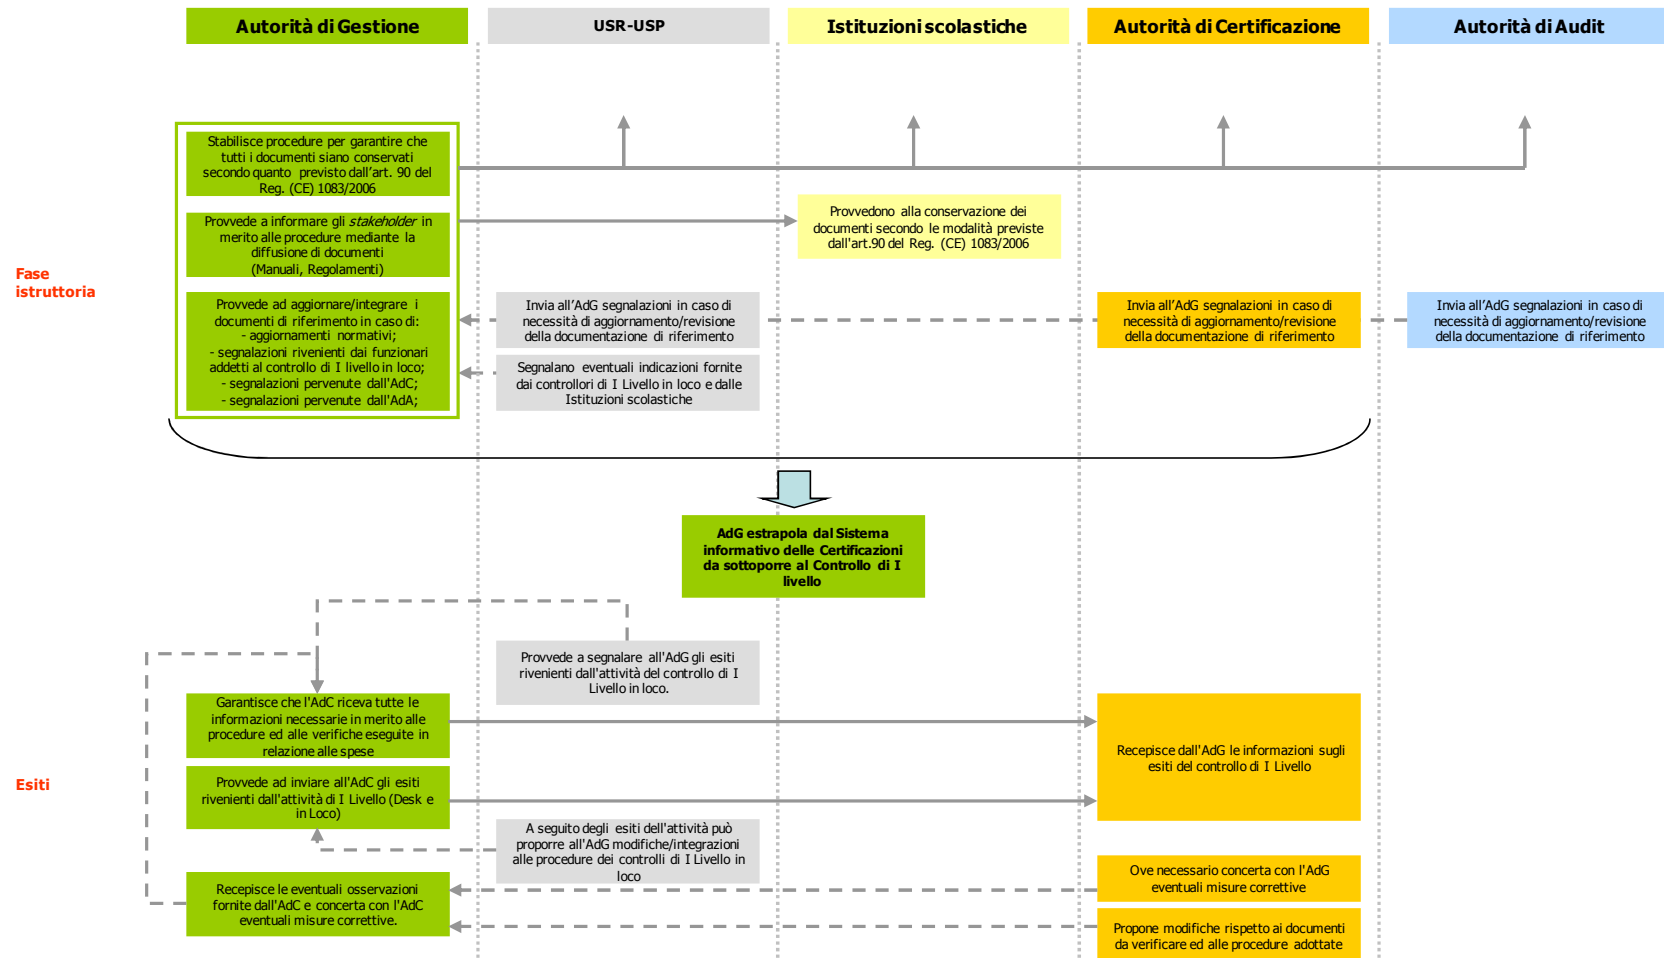 Autorità di Gestione
USR-USP
Istituzioni scolastiche
Autorità di Certificazione
Autorità di Audit
Fase
istruttoria
Stabilisce procedure per garantire che
tutti i documenti siano conservati
secondo quanto previsto dall'art. 90 del
Reg. (CE) 1083/2006
Provvede a informare gli stakeholder in
merito alle procedure mediante la
diffusione di documenti
(Manuali, Regolamenti)
Provvedono alla conservazione dei
documenti secondo le modalità previste
dall'art.90 del Reg. (CE) 1083/2006
Provvede ad aggiornare/integrare i
documenti di riferimento in caso di:
- aggiornamenti normativi;
- segnalazioni rivenienti dai funzionari
addetti al controllo di I livello in loco;
- segnalazioni pervenute dall'AdC;
- segnalazioni pervenute dall'AdA;
Invia all'AdG segnalazioni in caso di
necessità di aggiornamento/revisione
della documentazione di riferimento
Invia all'AdG segnalazioni in caso di
necessità di aggiornamento/revisione
della documentazione di riferimento
Invia all'AdG segnalazioni in caso di
necessità di aggiornamento/revisione
della documentazione di riferimento
Segnalano eventuali indicazioni fornite
dai controllori di I Livello in loco e dalle
Istituzioni scolastiche
AdG estrapola dal Sistema
informativo delle Certificazioni
da sottoporre al Controllo di I
livello
Esiti
Provvede a segnalare all'AdG gli esiti
rivenienti dall'attività del controllo di I
Livello in loco.
Garantisce che l'AdC riceva tutte le
informazioni necessarie in merito alle
procedure ed alle verifiche eseguite in
relazione alle spese
Recepisce dall'AdG le informazioni sugli
esiti del controllo di I Livello
Provvede ad inviare all'AdC gli esiti
rivenienti dall'attività di I Livello (Desk e
in Loco)
A seguito degli esiti dell'attività può
proporre all'AdG modifiche/integrazioni
alle procedure dei controlli di I Livello in
loco
Recepisce le eventuali osservazioni
fornite dall'AdC e concerta con l'AdC
eventuali misure correttive.
Ove necessario concerta con l'AdG
eventuali misure correttive
Propone modifiche rispetto ai documenti
da verificare ed alle procedure adottate